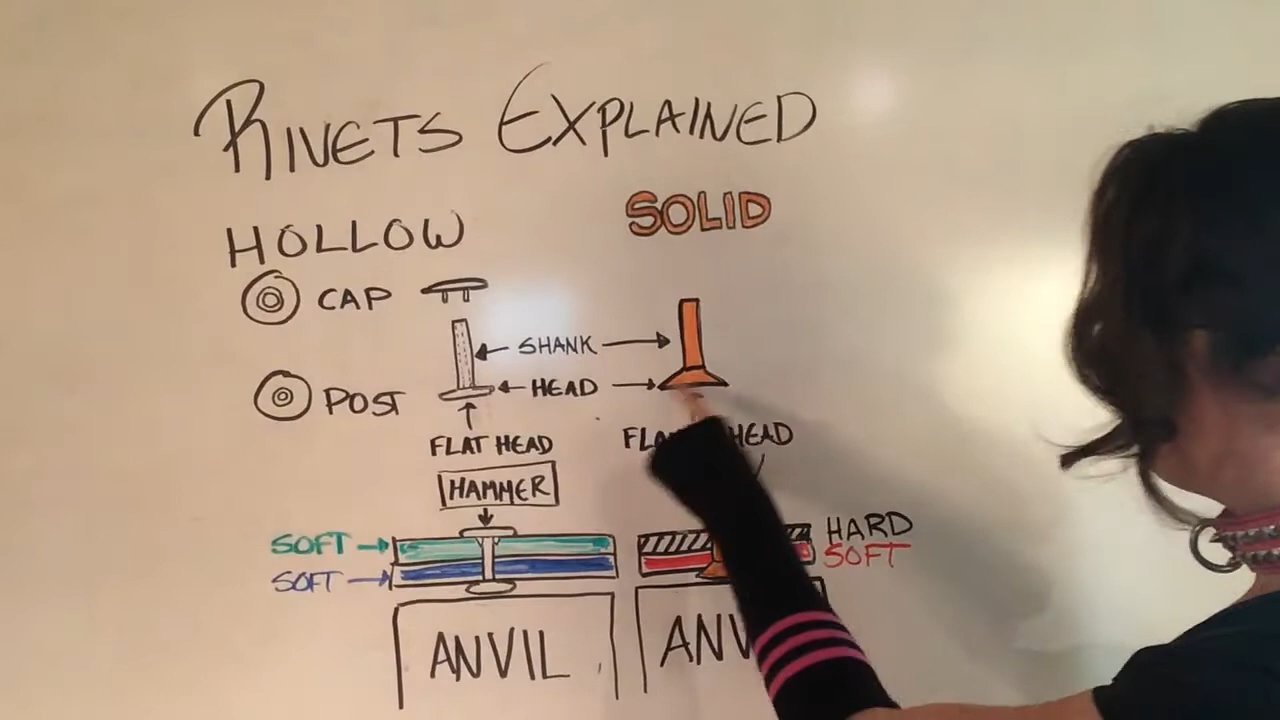 RIVETS EXPLAINED
HOLLOW
SOLID
CAP
SHANK
HEAD
POST
FLAT HEAD
HEAD
HAMMER
SOFT
HARD
SOFT
SOFT
ANVIL